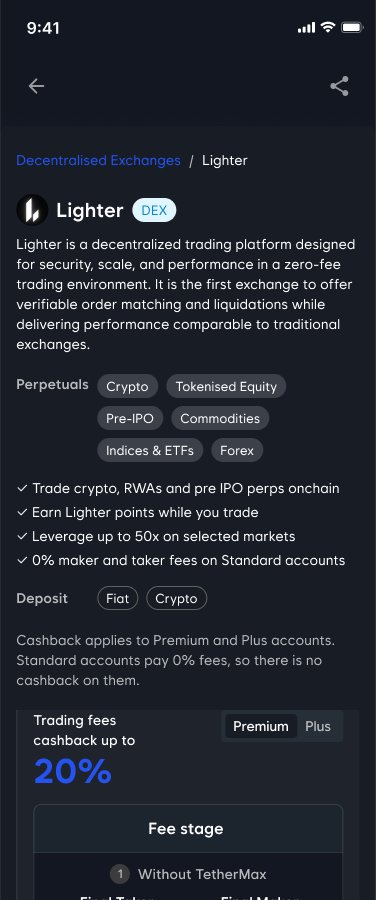 9:41
Decentralised Exchanges / Lighter
Lighter DEX
Lighter is a decentralized trading platform designed
for security, scale, and performance in a zero-fee
trading environment. It is the first exchange to offer
verifiable order matching and liquidations while
delivering performance comparable to traditional
exchanges.
Perpetuals Crypto Tokenised Equity
Pre-IPO Commodities
Indices & ETFs Forex
✓ Trade crypto, RWAs and pre IPO perps onchain
✓ Earn Lighter points while you trade
✓ Leverage up to 50x on selected markets
✓ 0% maker and taker fees on Standard accounts
Deposit Fiat Crypto
Cashback applies to Premium and Plus accounts.
Standard accounts pay 0% fees, so there is no
cashback on them.
Trading fees
cashback up to
Premium Plus
20%
Fee stage
1 Without TetherMax